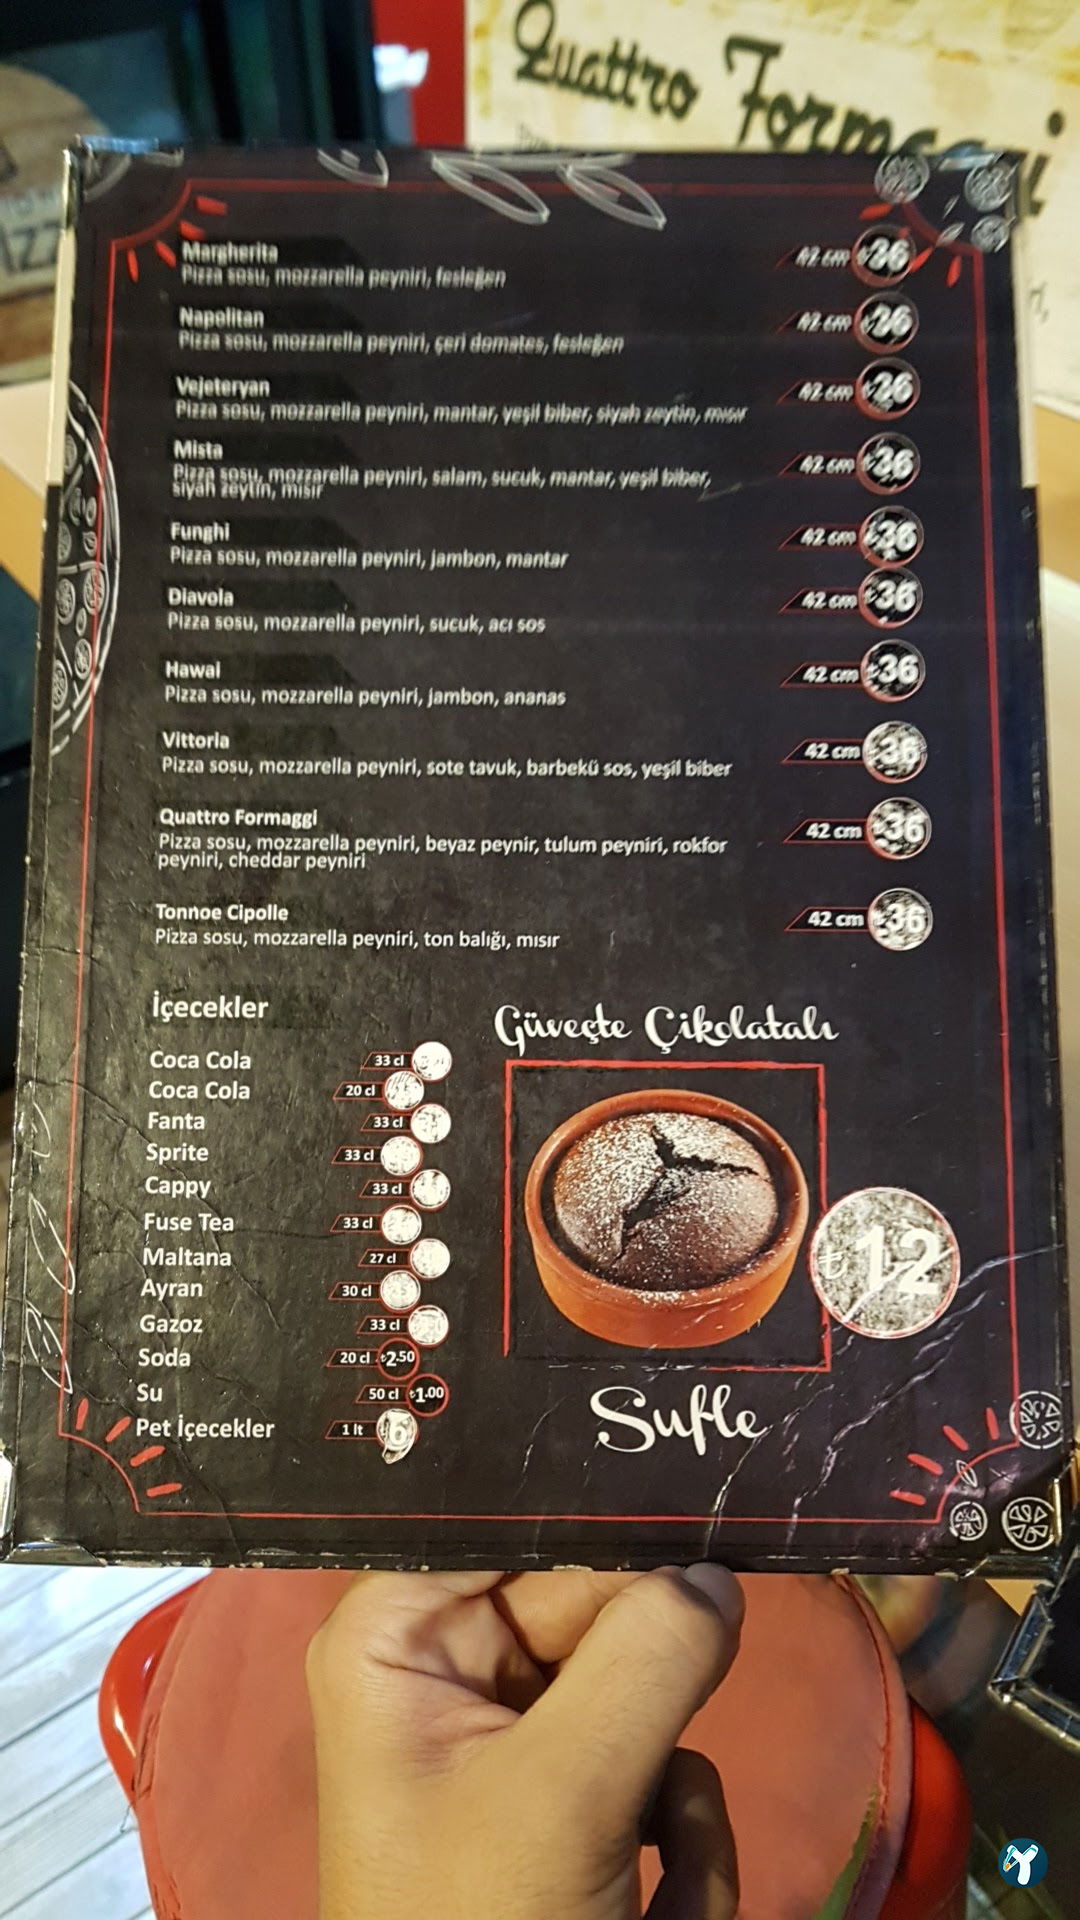 Quattro Formaggi
Margherita 42 cm ₺36
Pizza sosu, mozzarella peyniri, fesleğen
Napolitan 42 cm ₺36
Pizza sosu, mozzarella peyniri, çeri domates, fesleğen
Vejeteryan 42 cm ₺36
Pizza sosu, mozzarella peyniri, mantar, yeşil biber, siyah zeytin, mısır
Mista 42 cm ₺36
Pizza sosu, mozzarella peyniri, salam, sucuk, mantar, yeşil biber,
siyah zeytin, mısır
Funghi 42 cm ₺36
Pizza sosu, mozzarella peyniri, jambon, mantar
Diavola 42 cm ₺36
Pizza sosu, mozzarella peyniri, sucuk, acı sos
Hawai 42 cm ₺36
Pizza sosu, mozzarella peyniri, jambon, ananas
Vittoria 42 cm ₺36
Pizza sosu, mozzarella peyniri, sote tavuk, barbekü sos, yeşil biber
Quattro Formaggi 42 cm ₺36
Pizza sosu, mozzarella peyniri, beyaz peynir, tulum peyniri, rokfor
peyniri, cheddar peyniri
Tonnoe Cipolle 42 cm ₺36
Pizza sosu, mozzarella peyniri, ton balığı, mısır
İçecekler
Coca Cola 33 cl
Coca Cola 20 cl
Fanta 33 cl
Sprite 33 cl
Cappy 33 cl
Fuse Tea 33 cl
Maltana 27 cl
Ayran 30 cl
Gazoz 33 cl
Soda 20 cl ₺2.50
Su 50 cl ₺1.00
Pet İçecekler 1 lt 6
Güveçte Çikolatalı
₺12
Sufle